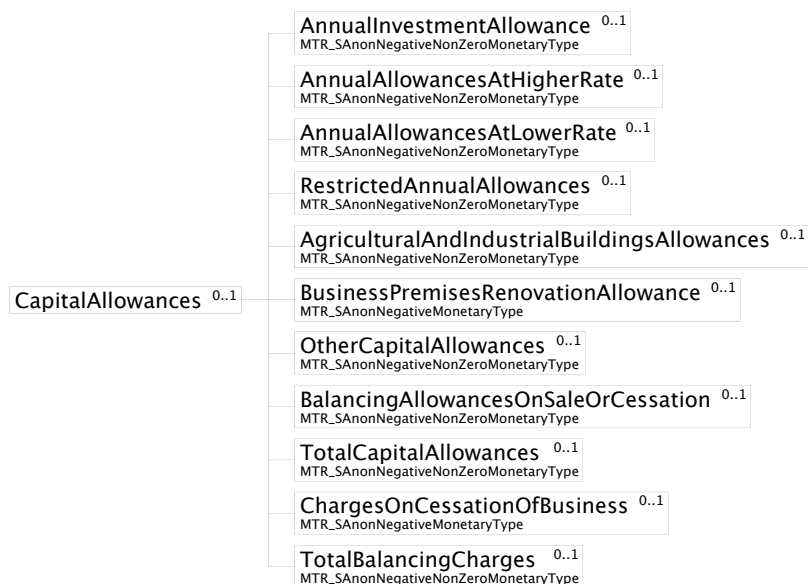 AnnualInvestmentAllowance 0..1
MTR_SAnonNegativeNonZeroMonetaryType
AnnualAllowancesAtHigherRate 0..1
MTR_SAnonNegativeNonZeroMonetaryType
AnnualAllowancesAtLowerRate 0..1
MTR_SAnonNegativeNonZeroMonetaryType
RestrictedAnnualAllowances 0..1
MTR_SAnonNegativeNonZeroMonetaryType
AgriculturalAndIndustrialBuildingsAllowances 0..1
MTR_SAnonNegativeNonZeroMonetaryType
CapitalAllowances 0..1
BusinessPremisesRenovationAllowance 0..1
MTR_SAnonNegativeMonetaryType
OtherCapitalAllowances 0..1
MTR_SAnonNegativeNonZeroMonetaryType
BalancingAllowancesOnSaleOrCessation 0..1
MTR_SAnonNegativeNonZeroMonetaryType
TotalCapitalAllowances 0..1
MTR_SAnonNegativeNonZeroMonetaryType
ChargesOnCessationOfBusiness 0..1
MTR_SAnonNegativeMonetaryType
TotalBalancingCharges 0..1
MTR_SAnonNegativeNonZeroMonetaryType